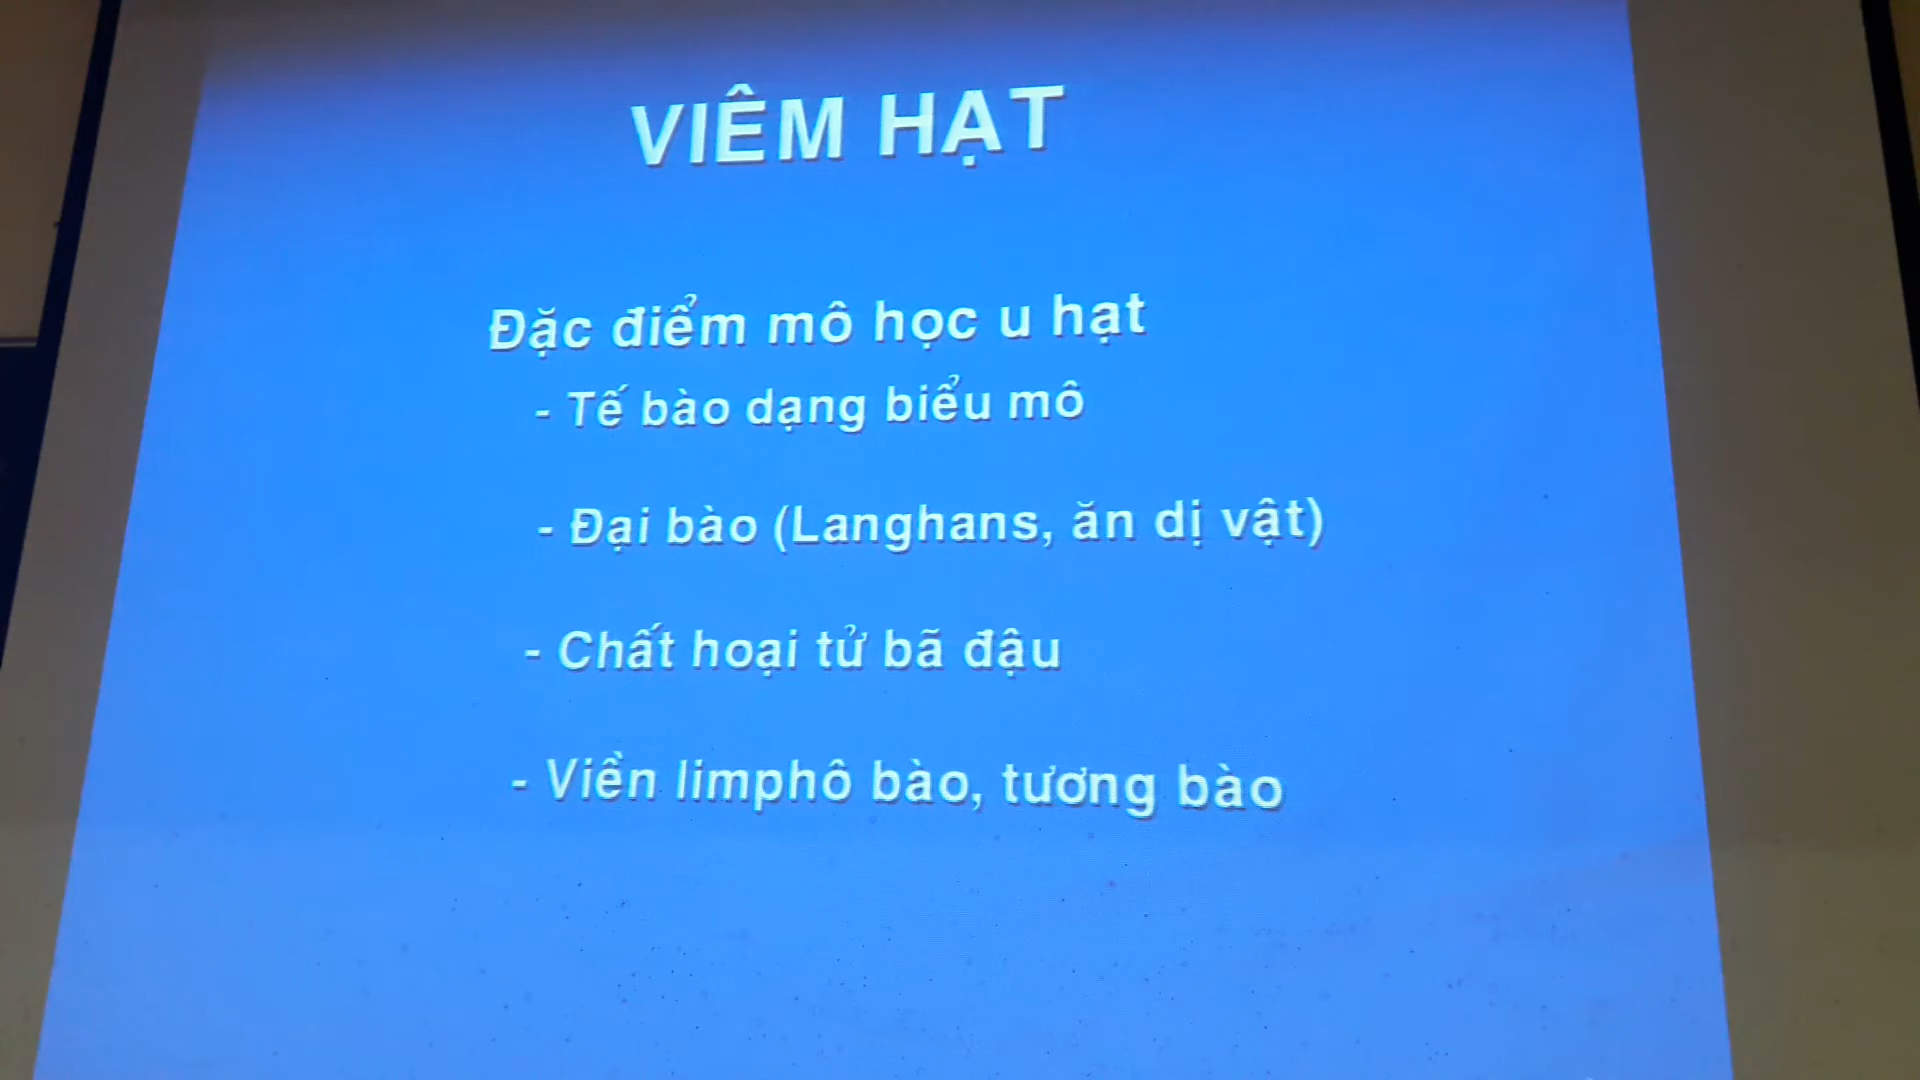 VIÊM HẠT
Đặc điểm mô học u hạt
- Tế bào dạng biểu mô
- Đại bào (Langhans, ăn dị vật)
- Chất hoại tử bã đậu
- Viền limphô bào, tương bào